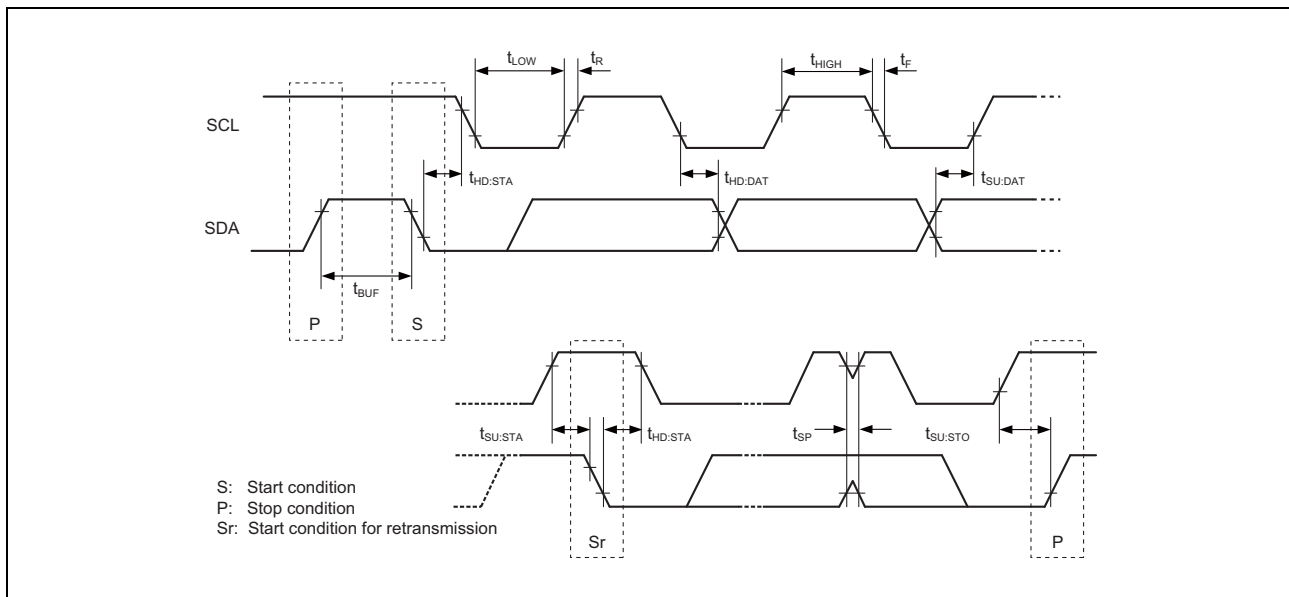 tLOW
tR
tHIGH
tF
SCL
tHD:STA
tHD:DAT
tSU:DAT
SDA
tBUF
P
S
tSU:STA
tHD:STA
tSP
tSU:STO
S: Start condition
P: Stop condition
Sr: Start condition for retransmission
Sr
P